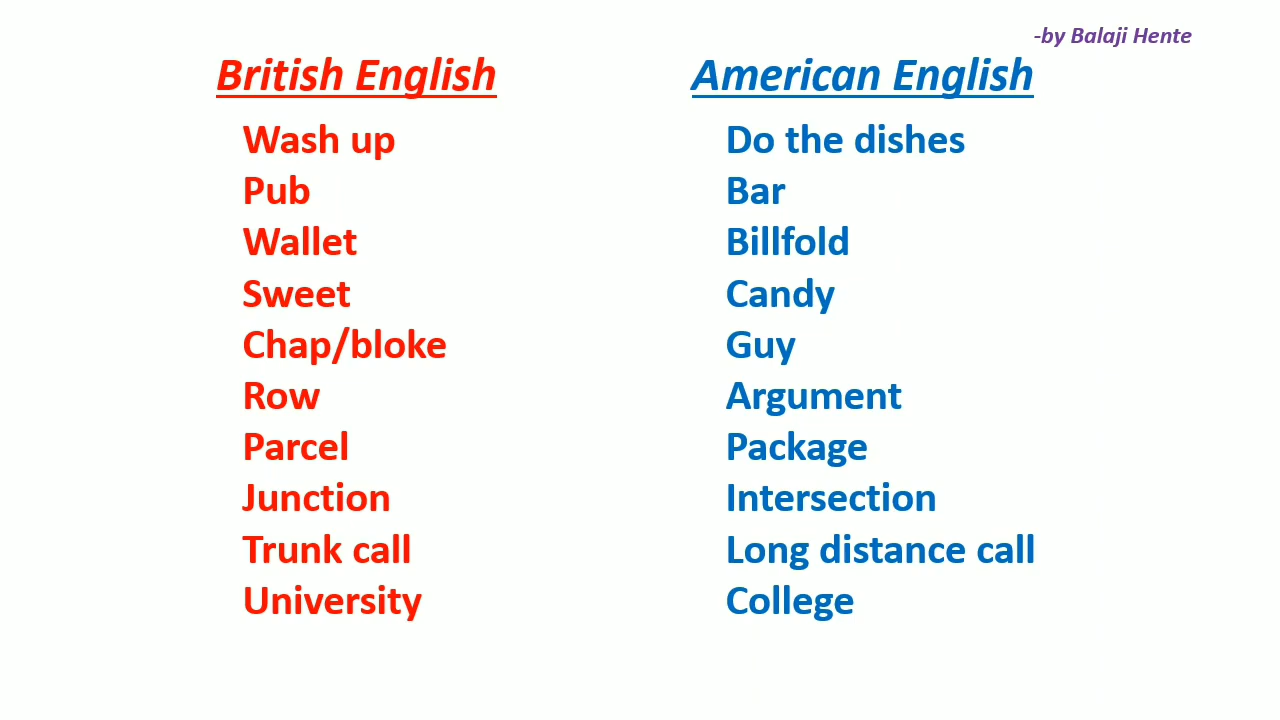 -by Balaji Hente
British English American English
Wash up Do the dishes
Pub Bar
Wallet Billfold
Sweet Candy
Chap/bloke Guy
Row Argument
Parcel Package
Junction Intersection
Trunk call Long distance call
University College